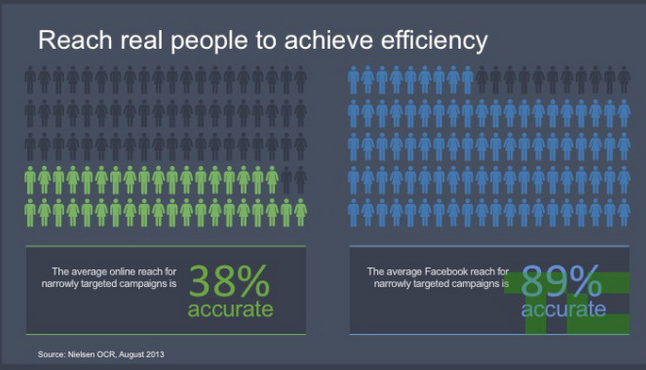 Reach real people to achieve efficiency
The average online reach for
narrowly targeted campaigns is
38%
accurate
The average Facebook reach for
narrowly targeted campaigns is
89%
accurate
Source: Nielsen OCR, August 2013